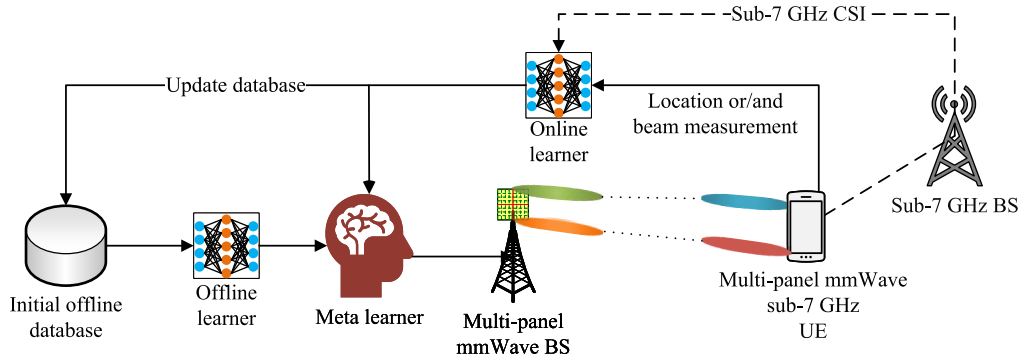 Sub-7 GHz CSI
Update database
Location or/and
beam measurement
Online
learner
Sub-7 GHz BS
Initial offline
database
Offline
learner
Meta learner
Multi-panel
mmWave BS
Multi-panel mmWave
sub-7 GHz
UE